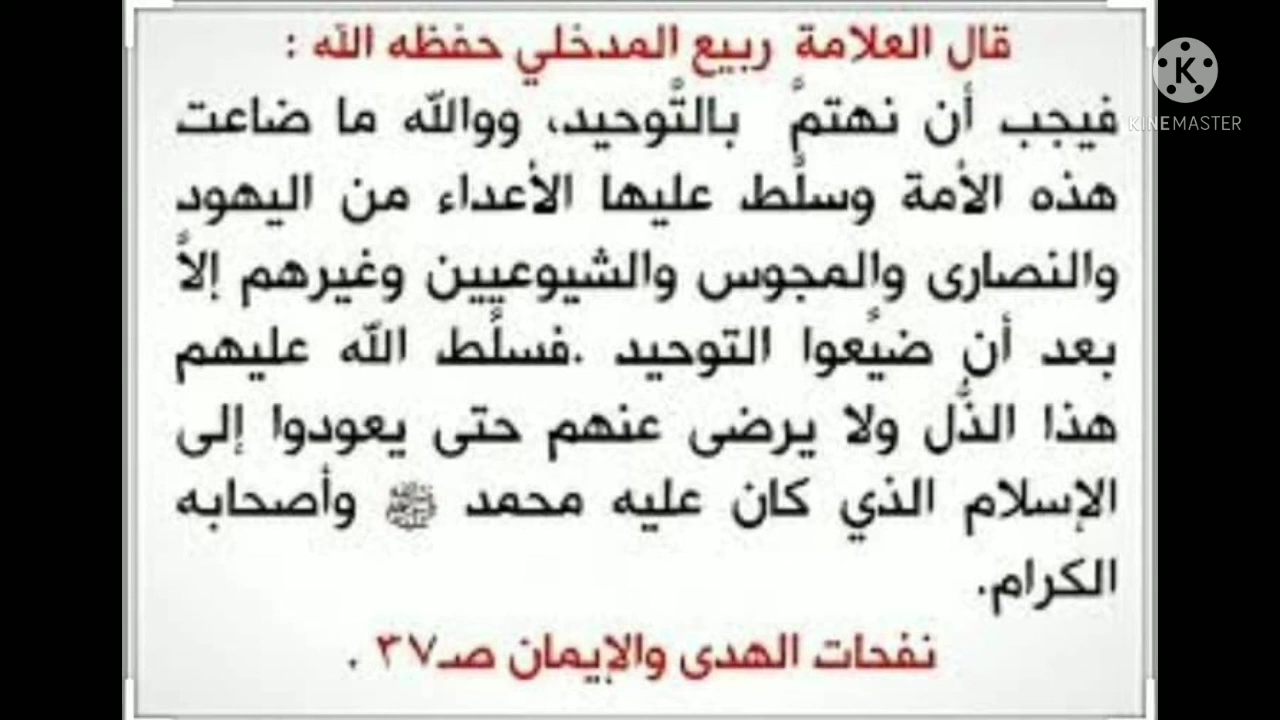 قال العلامة ربيع المدخلي حفظه الله :
فيجب أن نهتمَّ بالتَّوحيد، ووالله ما ضاعت
هذه الأمة وسلَّط عليها الأعداء من اليهود
والنصارى والمجوس والشيوعيين وغيرهم إلاَّ
بعد أن ضيَّعوا التوحيد .فسلَّط الله عليهم
هذا الذُّل ولا يرضى عنهم حتى يعودوا إلى
الإسلام الذي كان عليه محمد ﷺ وأصحابه
الكرام.
نفحات الهدى والإيمان صـ٣٧ .
K
KINEMASTER